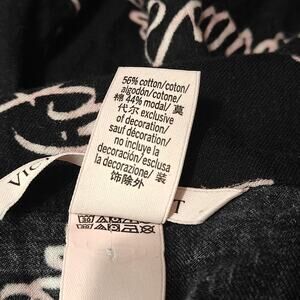 56% cotton/coton/
algodón/cotone/
棉 44% modal/莫
代尔 exclusive
of decoration/
sauf décoration/
no incluye la
decoración/esclusa
la decorazione/装
饰除外
VIC
T